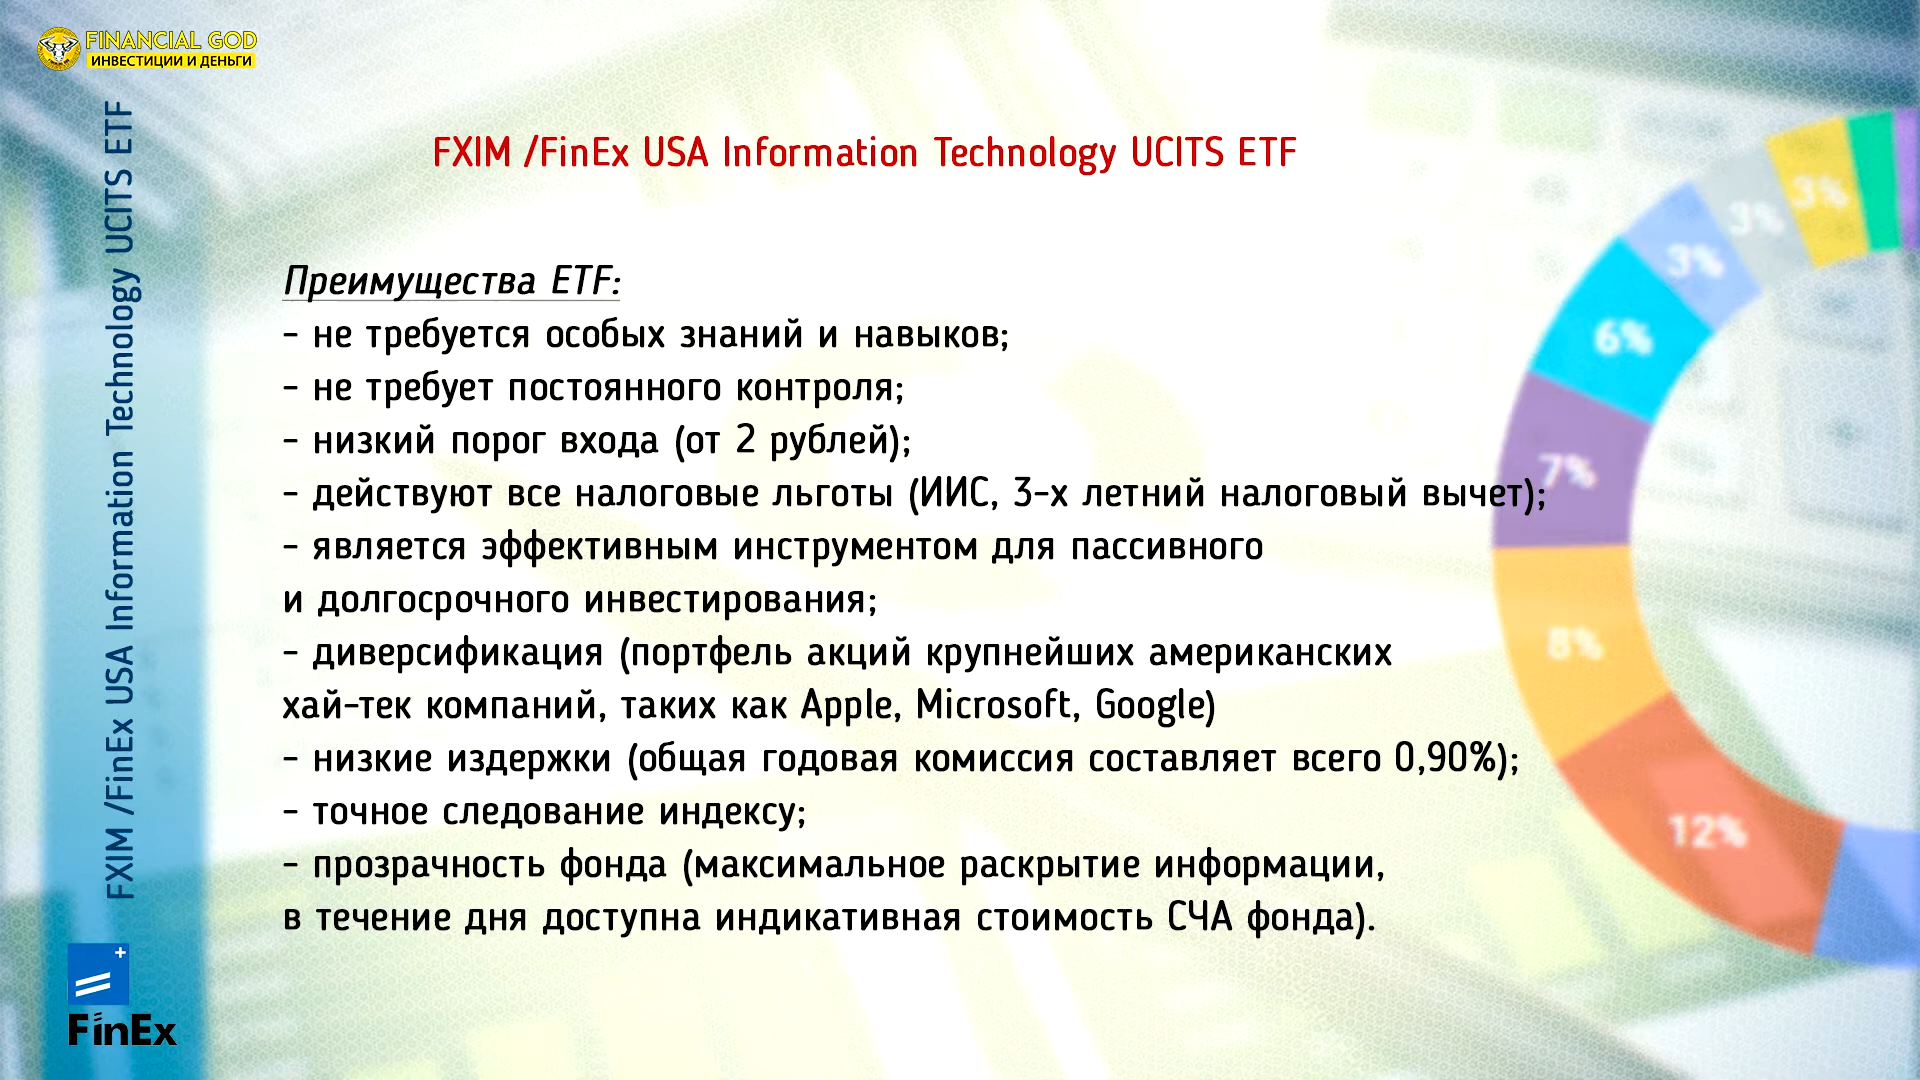 FINANCIAL GOD
ИНВЕСТИЦИИ И ДЕНЬГИ
FXIM /FinEx USA Information Technology UCITS ETF
FXIM /FinEx USA Information Technology UCITS ETF
Преимущества ETF:
- не требуется особых знаний и навыков;
- не требует постоянного контроля;
- низкий порог входа (от 2 рублей);
- действуют все налоговые льготы (ИИС, 3-х летний налоговый вычет);
- является эффективным инструментом для пассивного
и долгосрочного инвестирования;
- диверсификация (портфель акций крупнейших американских
хай-тек компаний, таких как Apple, Microsoft, Google)
- низкие издержки (общая годовая комиссия составляет всего 0,90%);
- точное следование индексу;
- прозрачность фонда (максимальное раскрытие информации,
в течение дня доступна индикативная стоимость СЧА фонда).
3%
3%
3%
6%
7%
8%
12%
FinEx